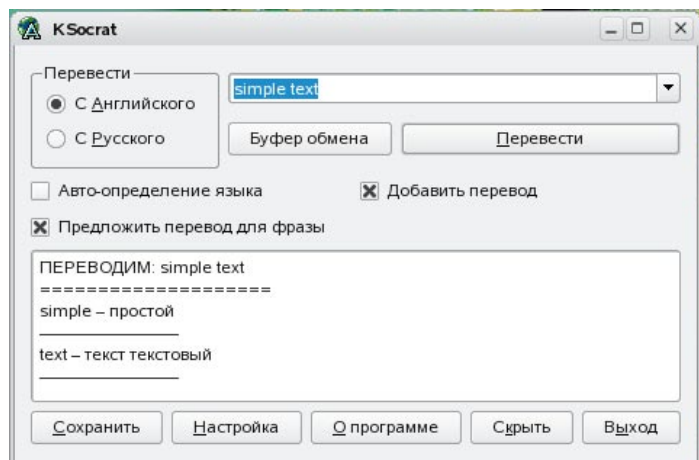 KSocrat
Перевести
С Английского
С Русского
simple text
Буфер обмена
Перевести
Авто-определение языка
Добавить перевод
Предложить перевод для фразы
ПЕРЕВОДИМ: simple text
=====================
simple – простой
————————
text – текст текстовый
————————
Сохранить
Настройка
О программе
Скрыть
Выход